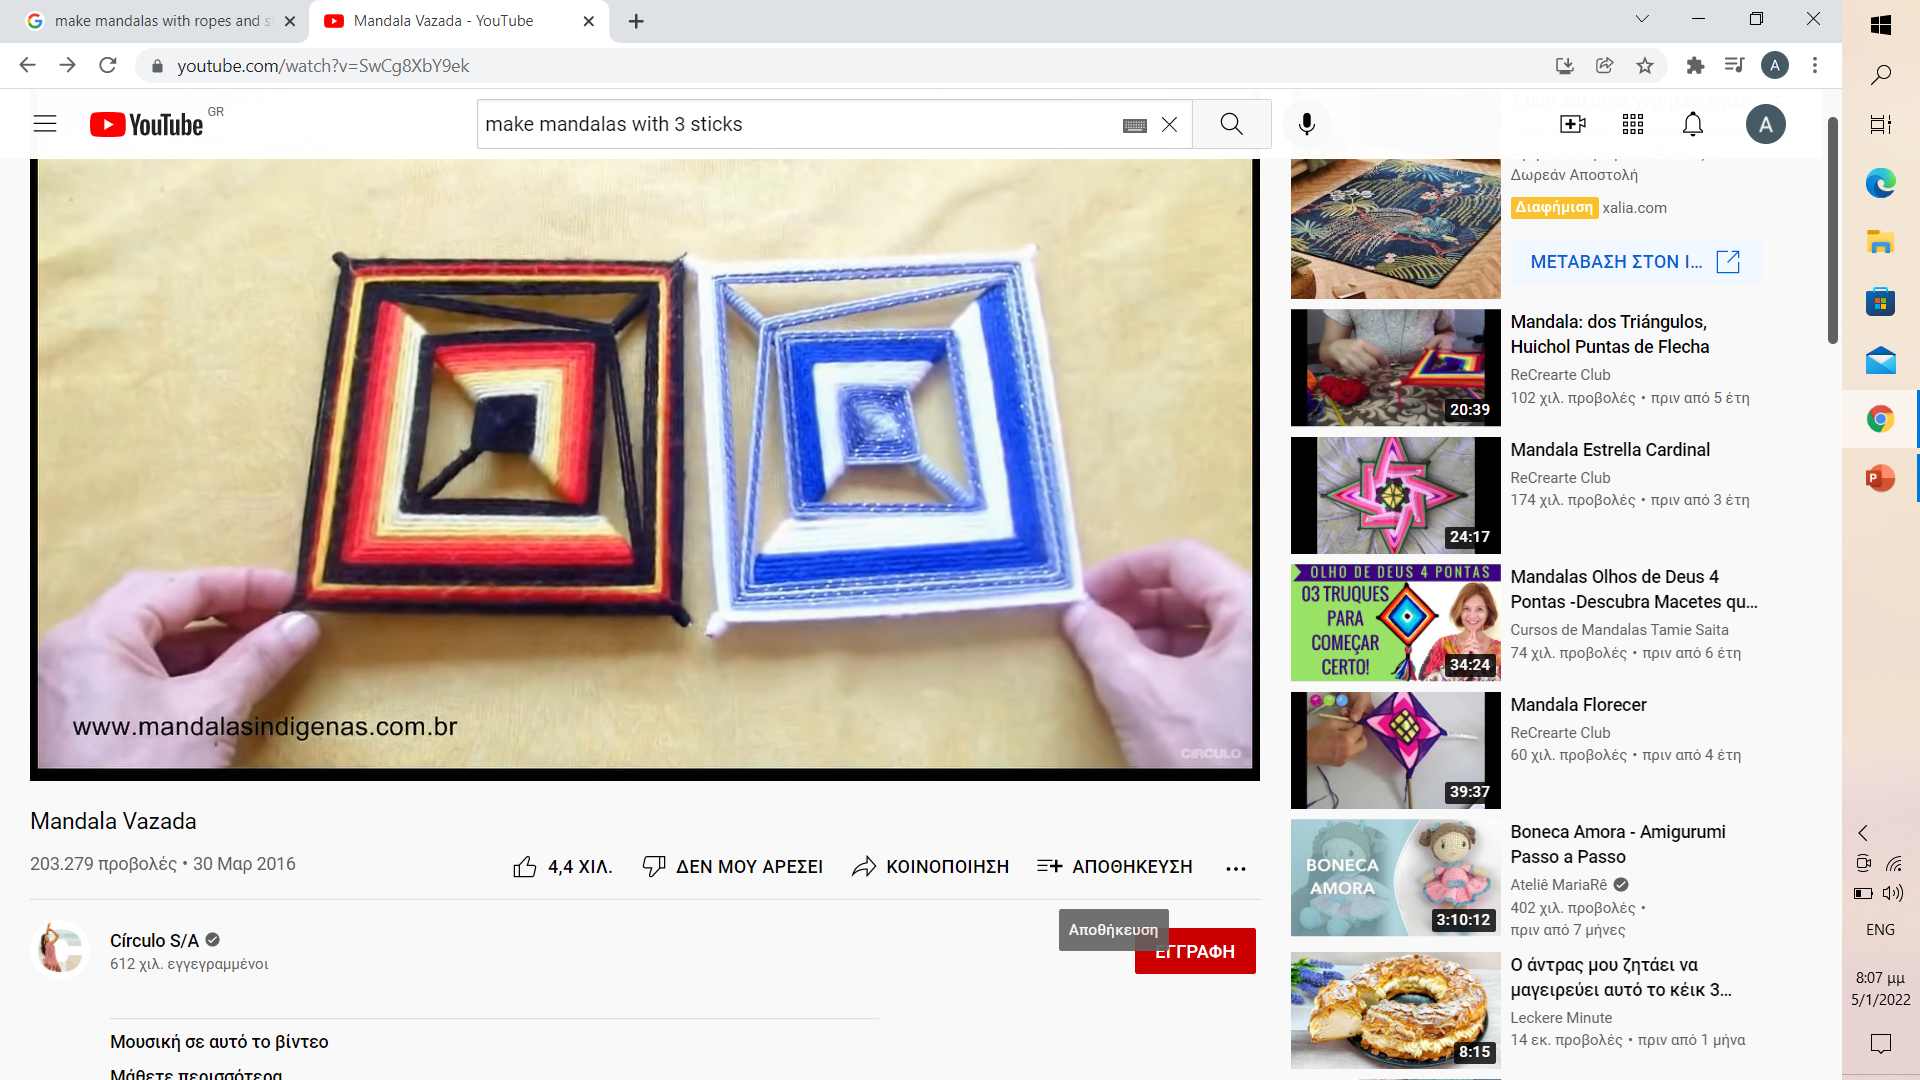 make mandalas with ropes and s
Mandala Vazada - YouTube
youtube.com/watch?v=SwCg8XbY9ek
A
YouTube GR
make mandalas with 3 sticks
A
Δωρεάν Αποστολή
Διαφήμιση xalia.com
ΜΕΤΑΒΑΣΗ ΣΤΟΝ Ι...
www.mandalasindigenas.com.br
CÍRCULO
Mandala: dos Triángulos,
Huichol Puntas de Flecha
ReCrearte Club
102 χιλ. προβολές • πριν από 5 έτη
20:39
Mandala Estrella Cardinal
ReCrearte Club
174 χιλ. προβολές • πριν από 3 έτη
24:17
OLHO DE DEUS 4 PONTAS
03 TRUQUES
PARA
COMEÇAR
CERTO!
34:24
Mandalas Olhos de Deus 4
Pontas -Descubra Macetes qu...
Cursos de Mandalas Tamie Saita
74 χιλ. προβολές • πριν από 6 έτη
Mandala Florecer
ReCrearte Club
60 χιλ. προβολές • πριν από 4 έτη
39:37
BONECA
AMORA
3:10:12
Boneca Amora - Amigurumi
Passo a Passo
Ateliê MariaRê
402 χιλ. προβολές •
πριν από 7 μήνες
8:15
Ο άντρας μου ζητάει να
μαγειρεύει αυτό το κέικ 3...
Leckere Minute
14 εκ. προβολές • πριν από 1 μήνα
Mandala Vazada
203.279 προβολές • 30 Μαρ 2016
4,4 ΧΙΛ.
ΔΕΝ ΜΟΥ ΑΡΕΣΕΙ
ΚΟΙΝΟΠΟΙΗΣΗ
ΑΠΟΘΗΚΕΥΣΗ
Αποθήκευση
Círculo S/A
612 χιλ. εγγεγραμμένοι
ΕΓΓΡΑΦΗ
Μουσική σε αυτό το βίντεο
Μάθετε περισσότερα
P
ENG
8:07 μμ
5/1/2022